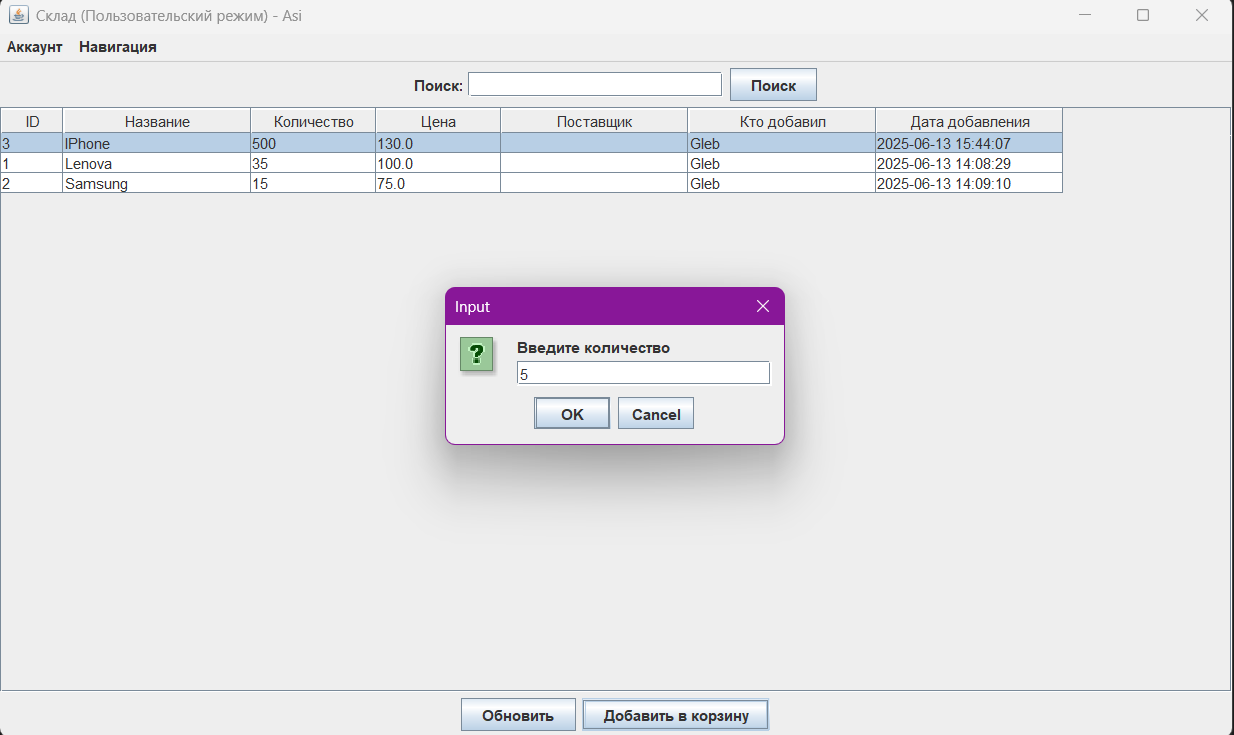 Склад (Пользовательский режим) - Asi
Аккаунт Навигация
Поиск: Поиск
ID Название Количество Цена Поставщик Кто добавил Дата добавления
3 IPhone 500 130.0 Gleb 2025-06-13 15:44:07
1 Lenova 35 100.0 Gleb 2025-06-13 14:08:29
2 Samsung 15 75.0 Gleb 2025-06-13 14:09:10
Input
?
Введите количество
5
OK Cancel
Обновить Добавить в корзину